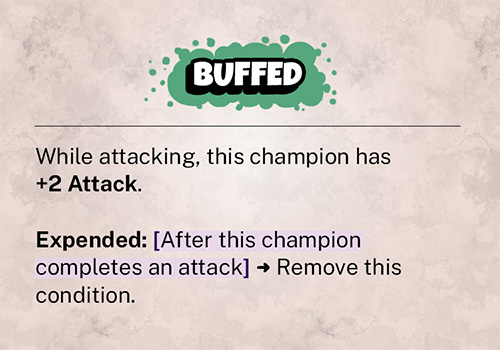 BUFFED
While attacking, this champion has
+2 Attack.
Expended: [After this champion
completes an attack] ➜ Remove this
condition.